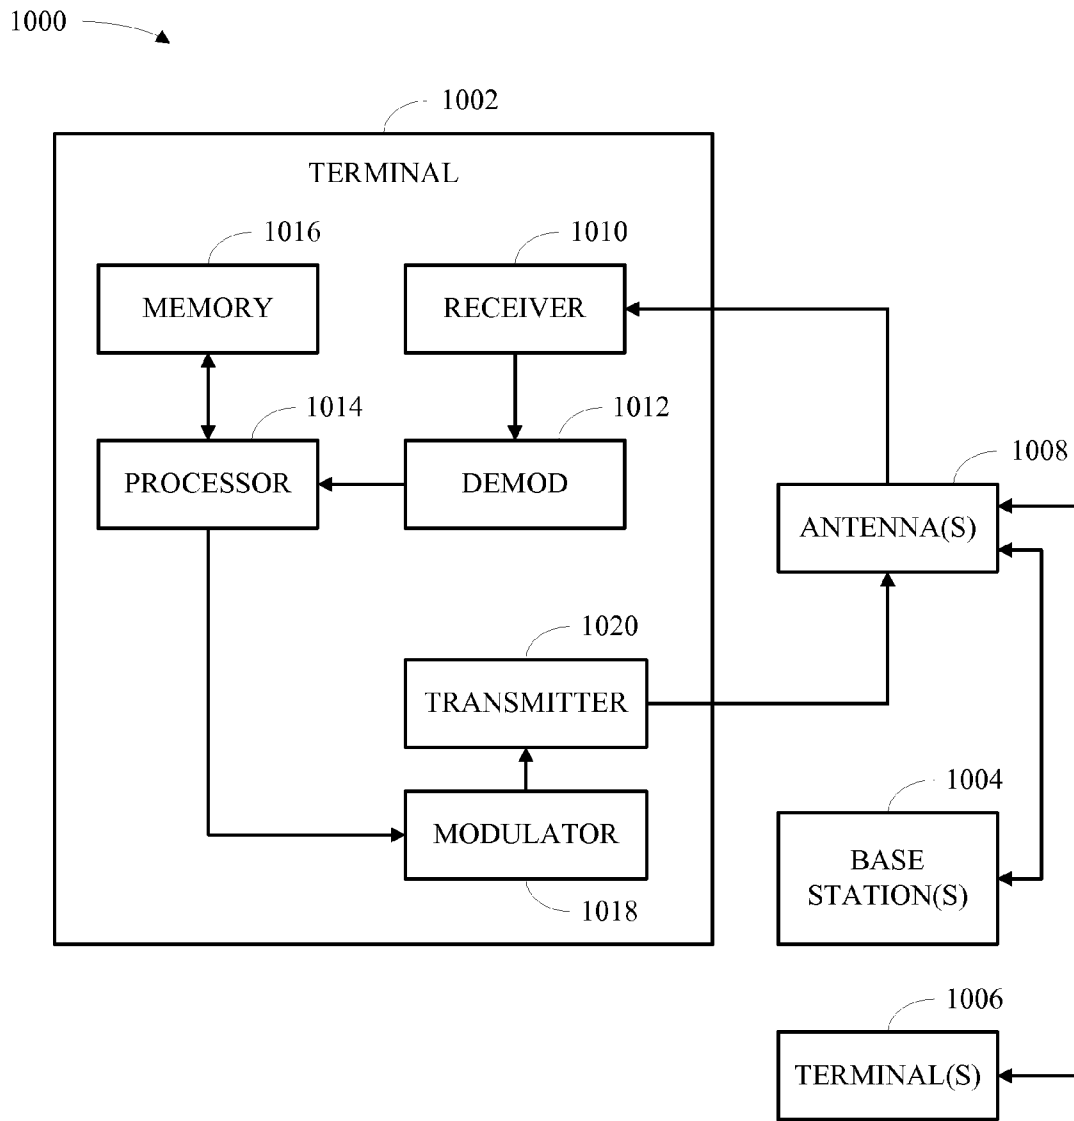 1000
1002
TERMINAL
1016
1010
MEMORY
RECEIVER
1014
1012
1008
PROCESSOR
DEMOD
ANTENNA(S)
1020
TRANSMITTER
1004
MODULATOR
BASE
STATION(S)
1018
1006
TERMINAL(S)